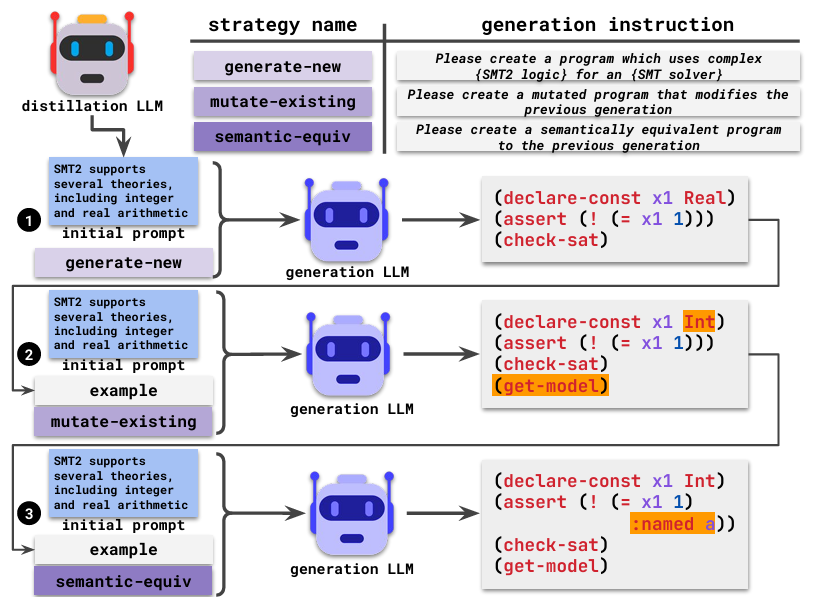 strategy name
generation instruction
generate-new
Please create a program which uses complex
{SMT2 logic} for an {SMT solver}
mutate-existing
Please create a mutated program that modifies the
previous generation
semantic-equiv
Please create a semantically equivalent program
to the previous generation
distillation LLM
1
SMT2 supports
several theories,
including integer
and real arithmetic
initial prompt
generate-new
generation LLM
(declare-const x1 Real)
(assert (! (= x1 1)))
(check-sat)
2
SMT2 supports
several theories,
including integer
and real arithmetic
initial prompt
example
mutate-existing
generation LLM
(declare-const x1 Int)
(assert (! (= x1 1)))
(check-sat)
(get-model)
3
SMT2 supports
several theories,
including integer
and real arithmetic
initial prompt
example
semantic-equiv
generation LLM
(declare-const x1 Int)
(assert (! (= x1 1)
:named a))
(check-sat)
(get-model)